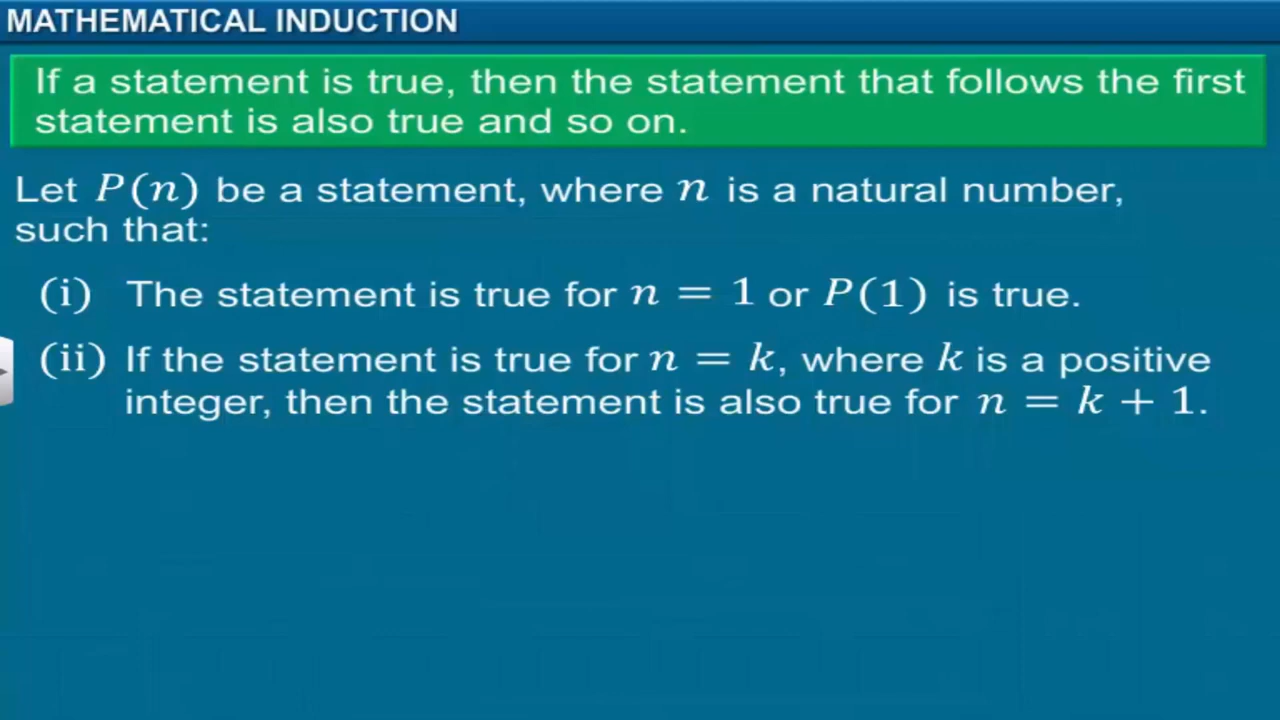 MATHEMATICAL INDUCTION
If a statement is true, then the statement that follows the first
statement is also true and so on.
Let P(n) be a statement, where n is a natural number,
such that:
(i) The statement is true for n = 1 or P(1) is true.
(ii) If the statement is true for n = k, where k is a positive
integer, then the statement is also true for n = k + 1.